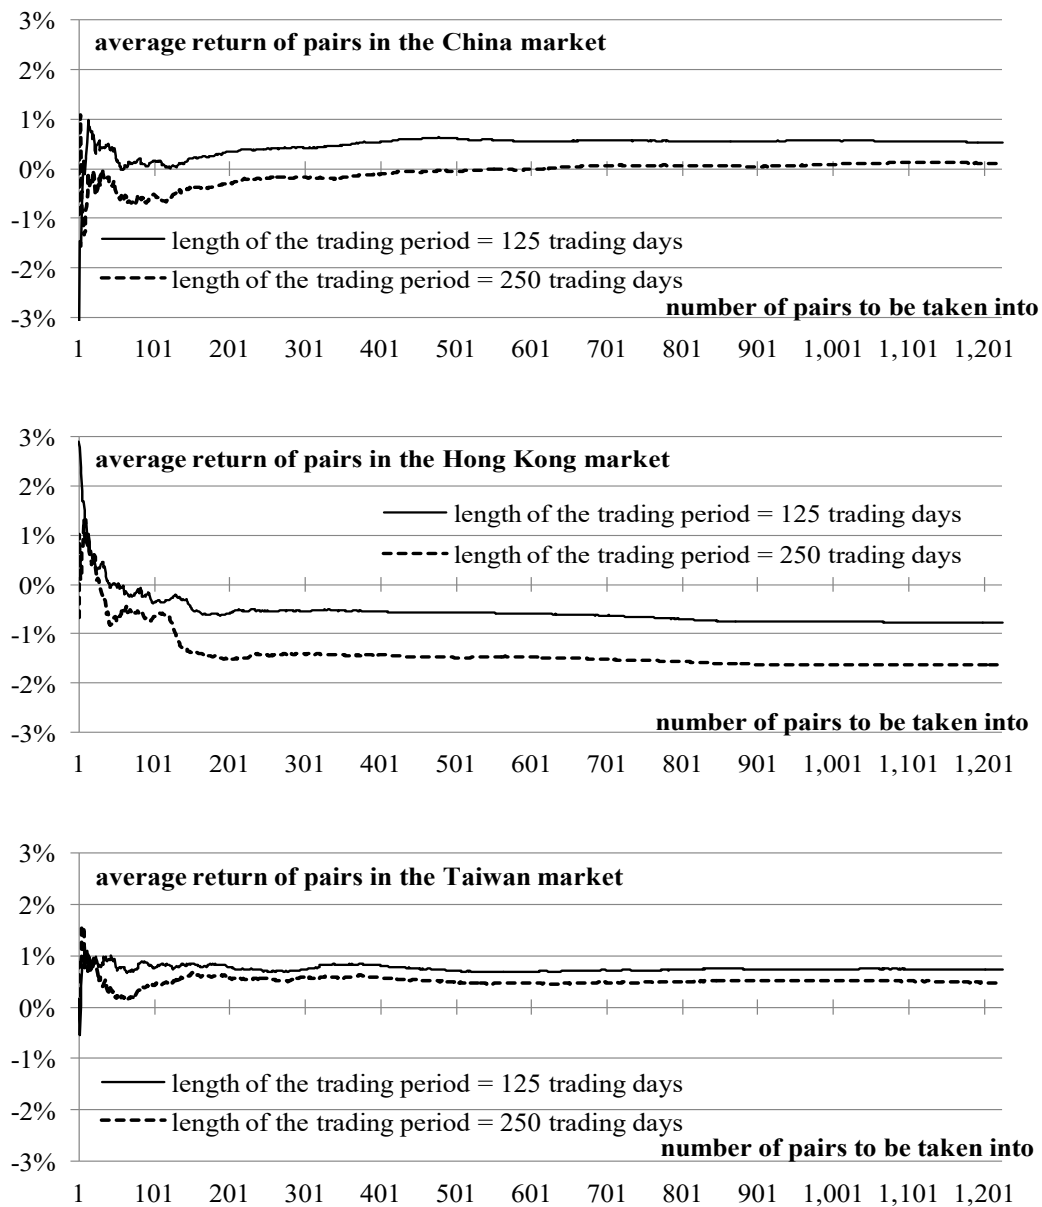 3%
average return of pairs in the China market
2%
1%
0%
-1%
length of the trading period = 125 trading days
-2%
length of the trading period = 250 trading days
number of pairs to be taken into
-3%
1 101 201 301 401 501 601 701 801 901 1,001 1,101 1,201
3%
average return of pairs in the Hong Kong market
2%
length of the trading period = 125 trading days
1%
length of the trading period = 250 trading days
0%
-1%
-2%
number of pairs to be taken into
-3%
1 101 201 301 401 501 601 701 801 901 1,001 1,101 1,201
3%
average return of pairs in the Taiwan market
2%
1%
0%
-1%
length of the trading period = 125 trading days
-2%
length of the trading period = 250 trading days
number of pairs to be taken into
-3%
1 101 201 301 401 501 601 701 801 901 1,001 1,101 1,201